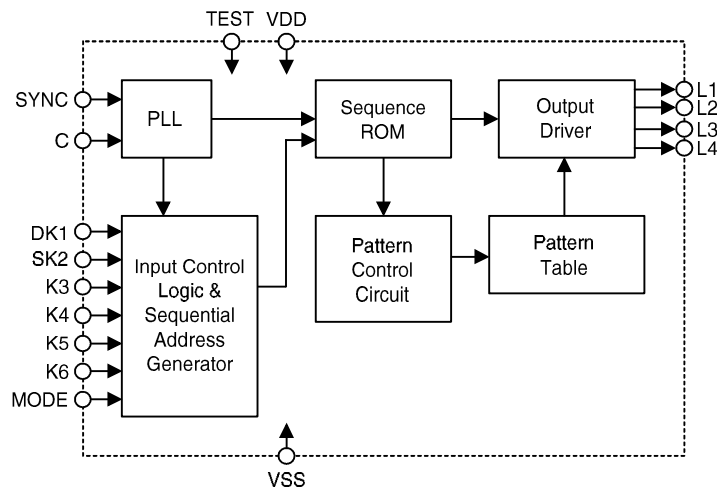 TEST VDD
SYNC
C
PLL
Sequence
ROM
Output
Driver
L1
L2
L3
L4
DK1
SK2
K3
K4
K5
K6
MODE
Input Control
Logic &
Sequential
Address
Generator
Pattern
Control
Circuit
Pattern
Table
VSS